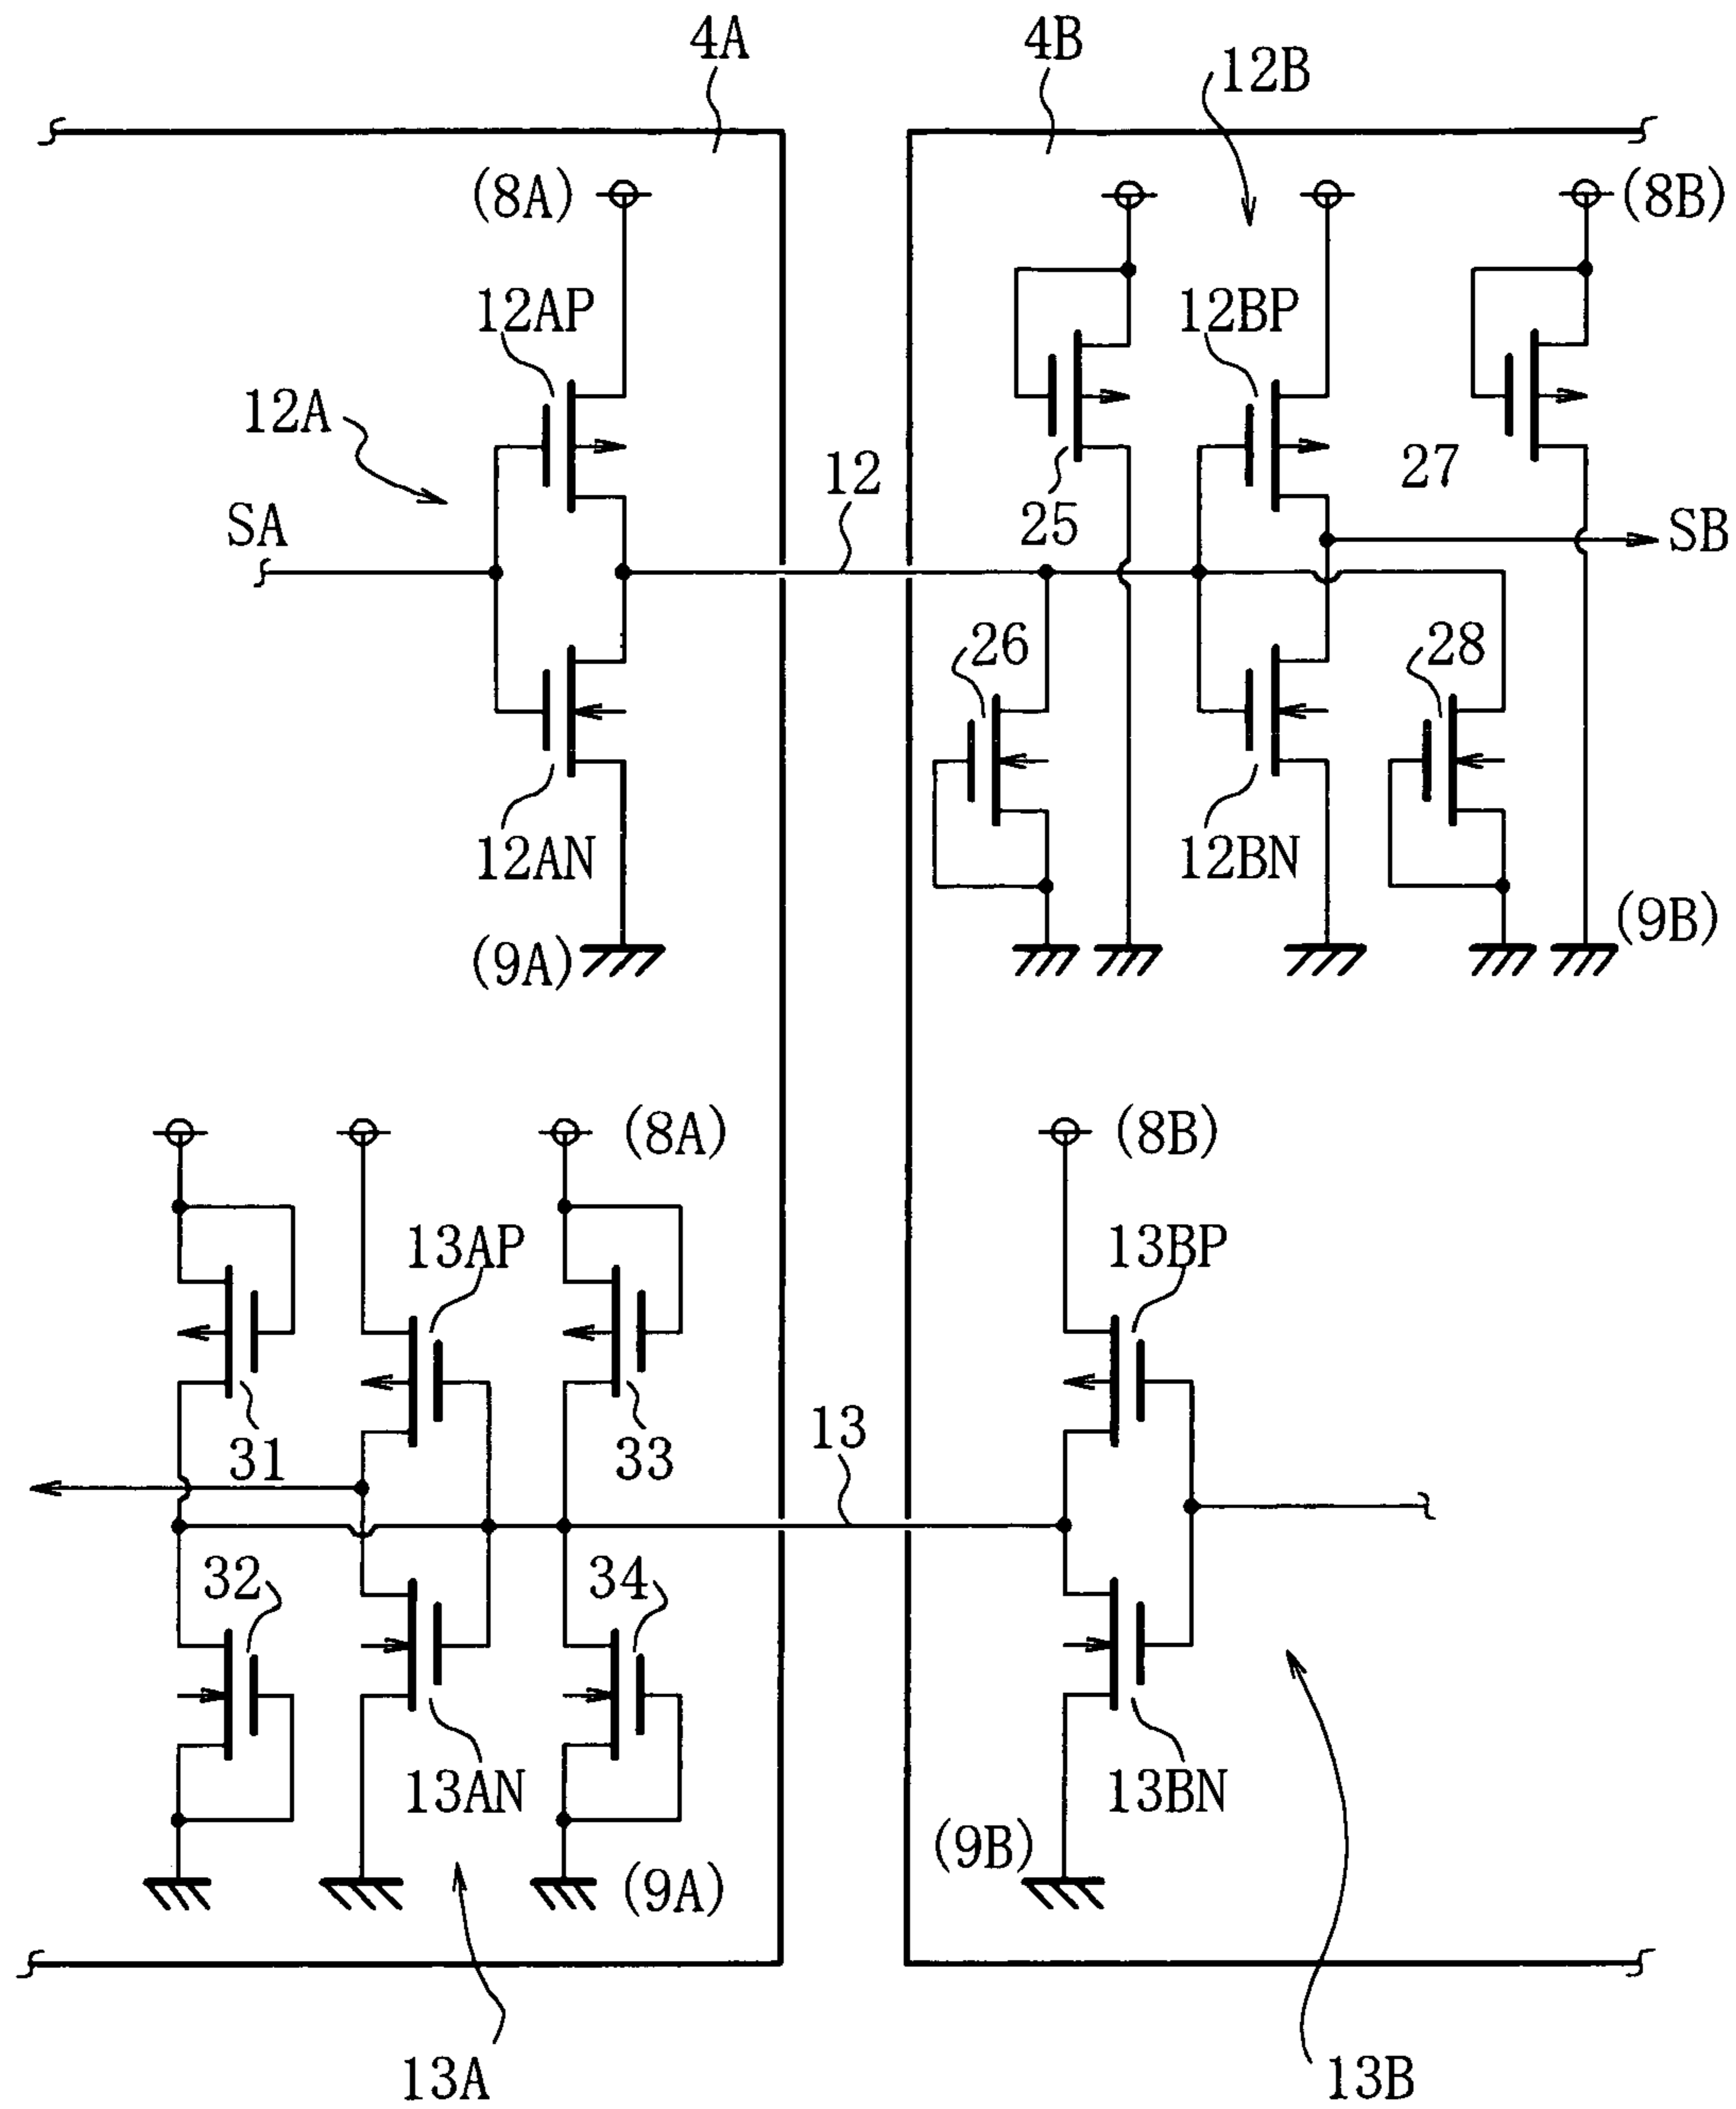 4A
4B
12B
(8A)
(8B)
12AP
12BP
12A
12
27
25
SA
SB
26
28
12AN
12BN
(9A)
(9B)
(8A)
(8B)
13AP
13BP
13
31
33
32
34
13AN
13BN
(9B)
(9A)
13A
13B